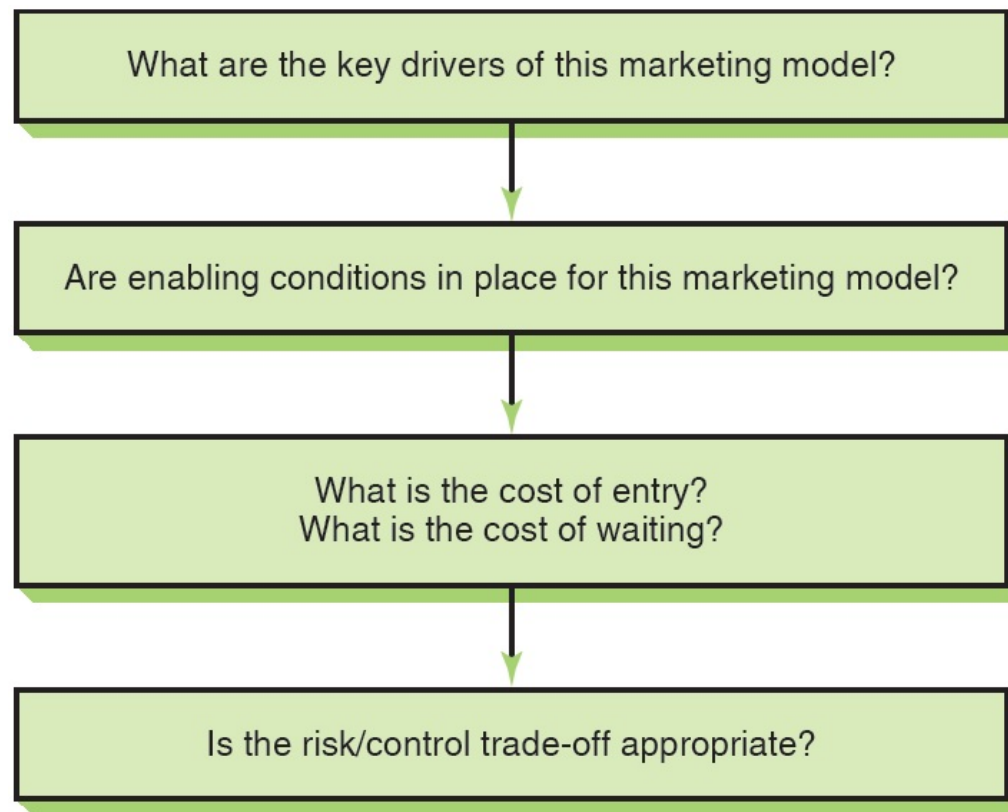 What are the key drivers of this marketing model?
Are enabling conditions in place for this marketing model?
What is the cost of entry?
What is the cost of waiting?
Is the risk/control trade-off appropriate?